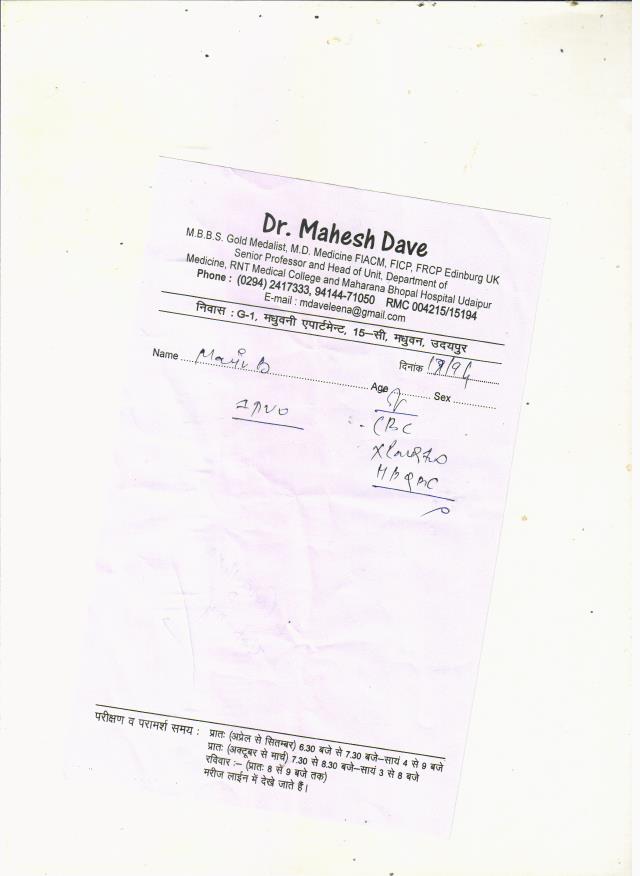 Dr. Mahesh Dave
M.B.B.S. Gold Medalist, M.D. Medicine FIACM, FICP, FRCP Edinburg UK
Senior Professor and Head of Unit, Department of
Medicine, RNT Medical College and Maharana Bhopal Hospital Udaipur
Phone : (0294) 2417333, 94144-71050 RMC 004215/15194
E-mail : mdaveleena@gmail.com
निवास : G-1, मधुवनी एपार्टमेन्ट, 15–सी, मधुवन, उदयपुर
दिनांक
Name Age Sex
CBC
परीक्षण व परामर्श समय : प्रातः (अप्रेल से सितम्बर) 6.30 बजे से 7.30 बजे–सायं 4 से 9 बजे
प्रातः (अक्टूबर से मार्च) 7.30 से 8.30 बजे–सायं 3 से 8 बजे
रविवार :– (प्रातः 8 से 9 बजे तक)
मरीज लाईन में देखे जाते हैं।